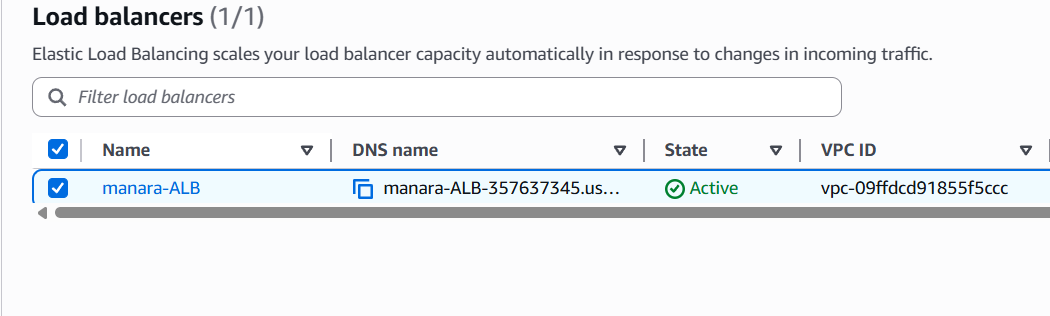 Load balancers (1/1)
Elastic Load Balancing scales your load balancer capacity automatically in response to changes in incoming traffic.
Filter load balancers
Name DNS name State VPC ID
manara-ALB manara-ALB-357637345.us... Active vpc-09ffdcd91855f5ccc